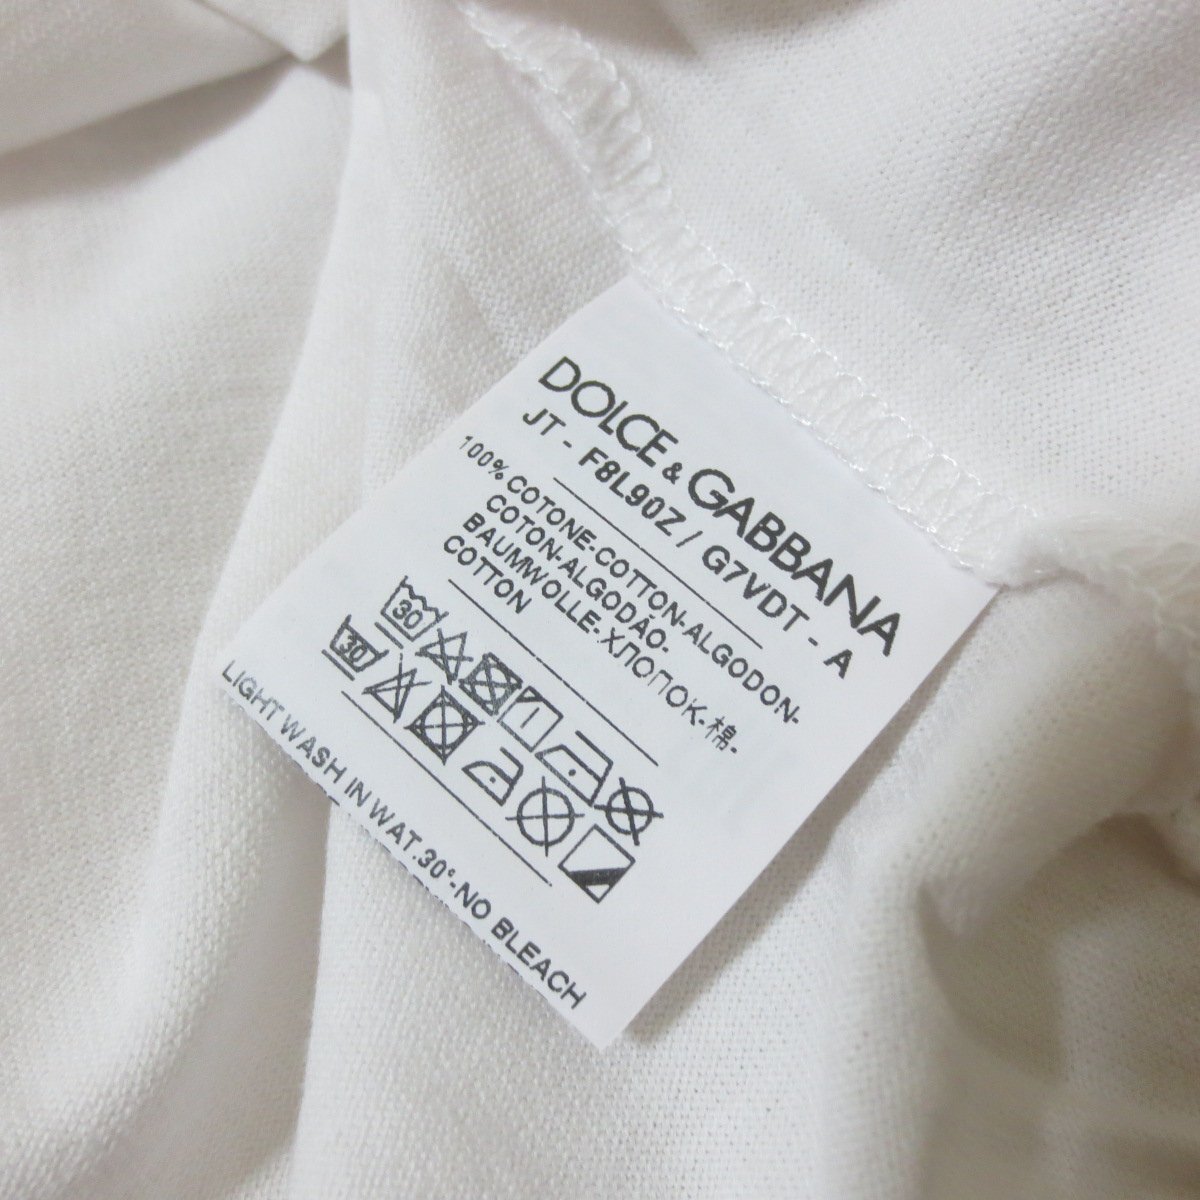 DOLCE & GABBANA
JT - F8L90Z / G7VDT - A
100% COTONE-COTTON-ALGODON-
COTON-ALGODÃO-
BAUMWOLLE-ХЛОПОК-棉-
COTTON
30
30
LIGHT WASH IN WAT.30°-NO BLEACH